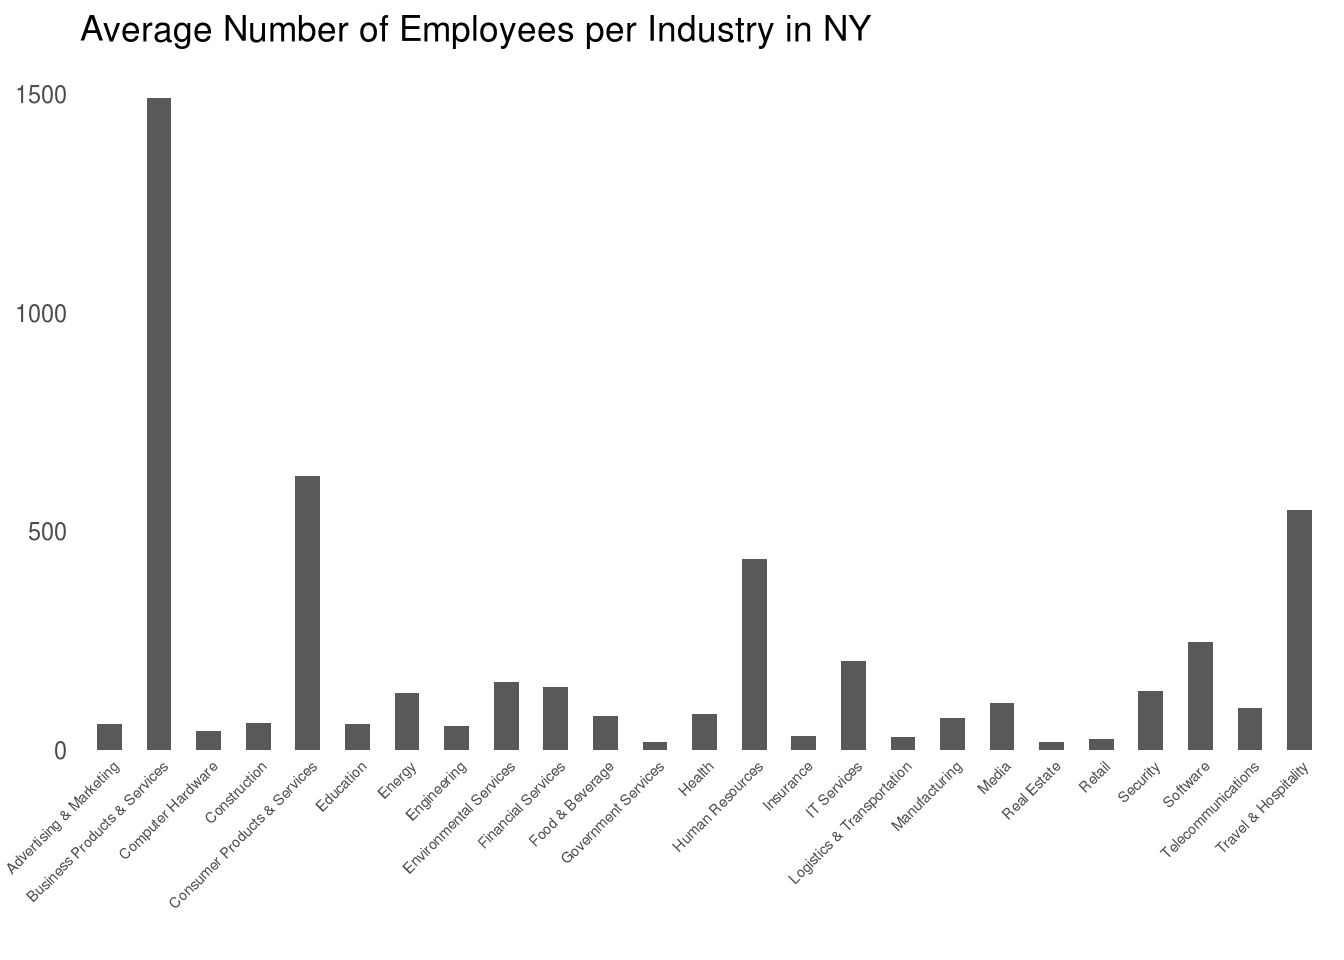 Average Number of Employees per Industry in NY
1500
1000
500
0
Advertising & Marketing
Business Products & Services
Computer Hardware
Construction
Consumer Products & Services
Education
Energy
Engineering
Environmental Services
Financial Services
Food & Beverage
Government Services
Health
Human Resources
Insurance
IT Services
Logistics & Transportation
Manufacturing
Media
Real Estate
Retail
Security
Software
Telecommunications
Travel & Hospitality